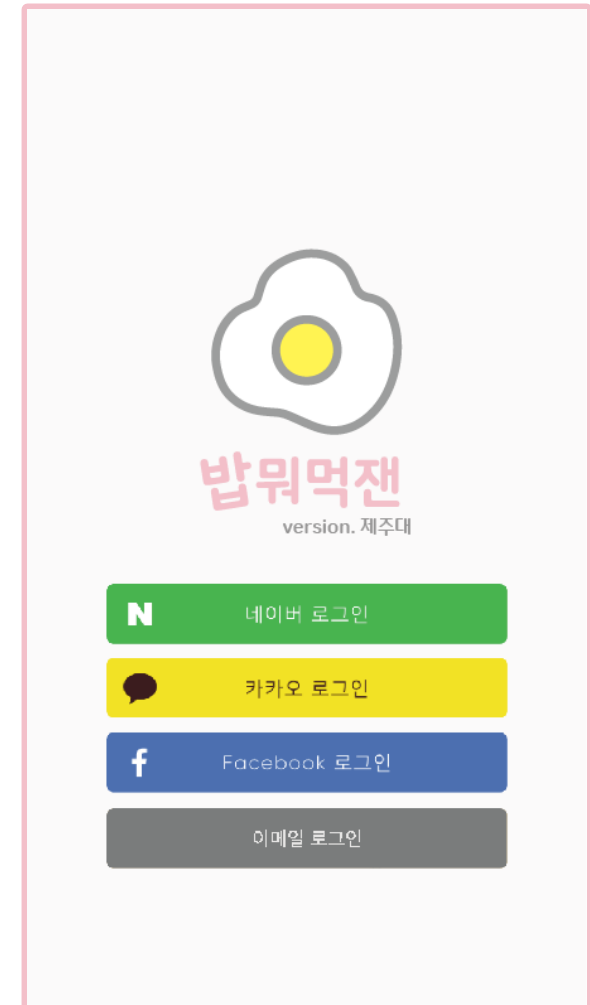 밥뭐먹잰
version. 제주대
N 네이버 로그인
카카오 로그인
f Facebook 로그인
이메일 로그인